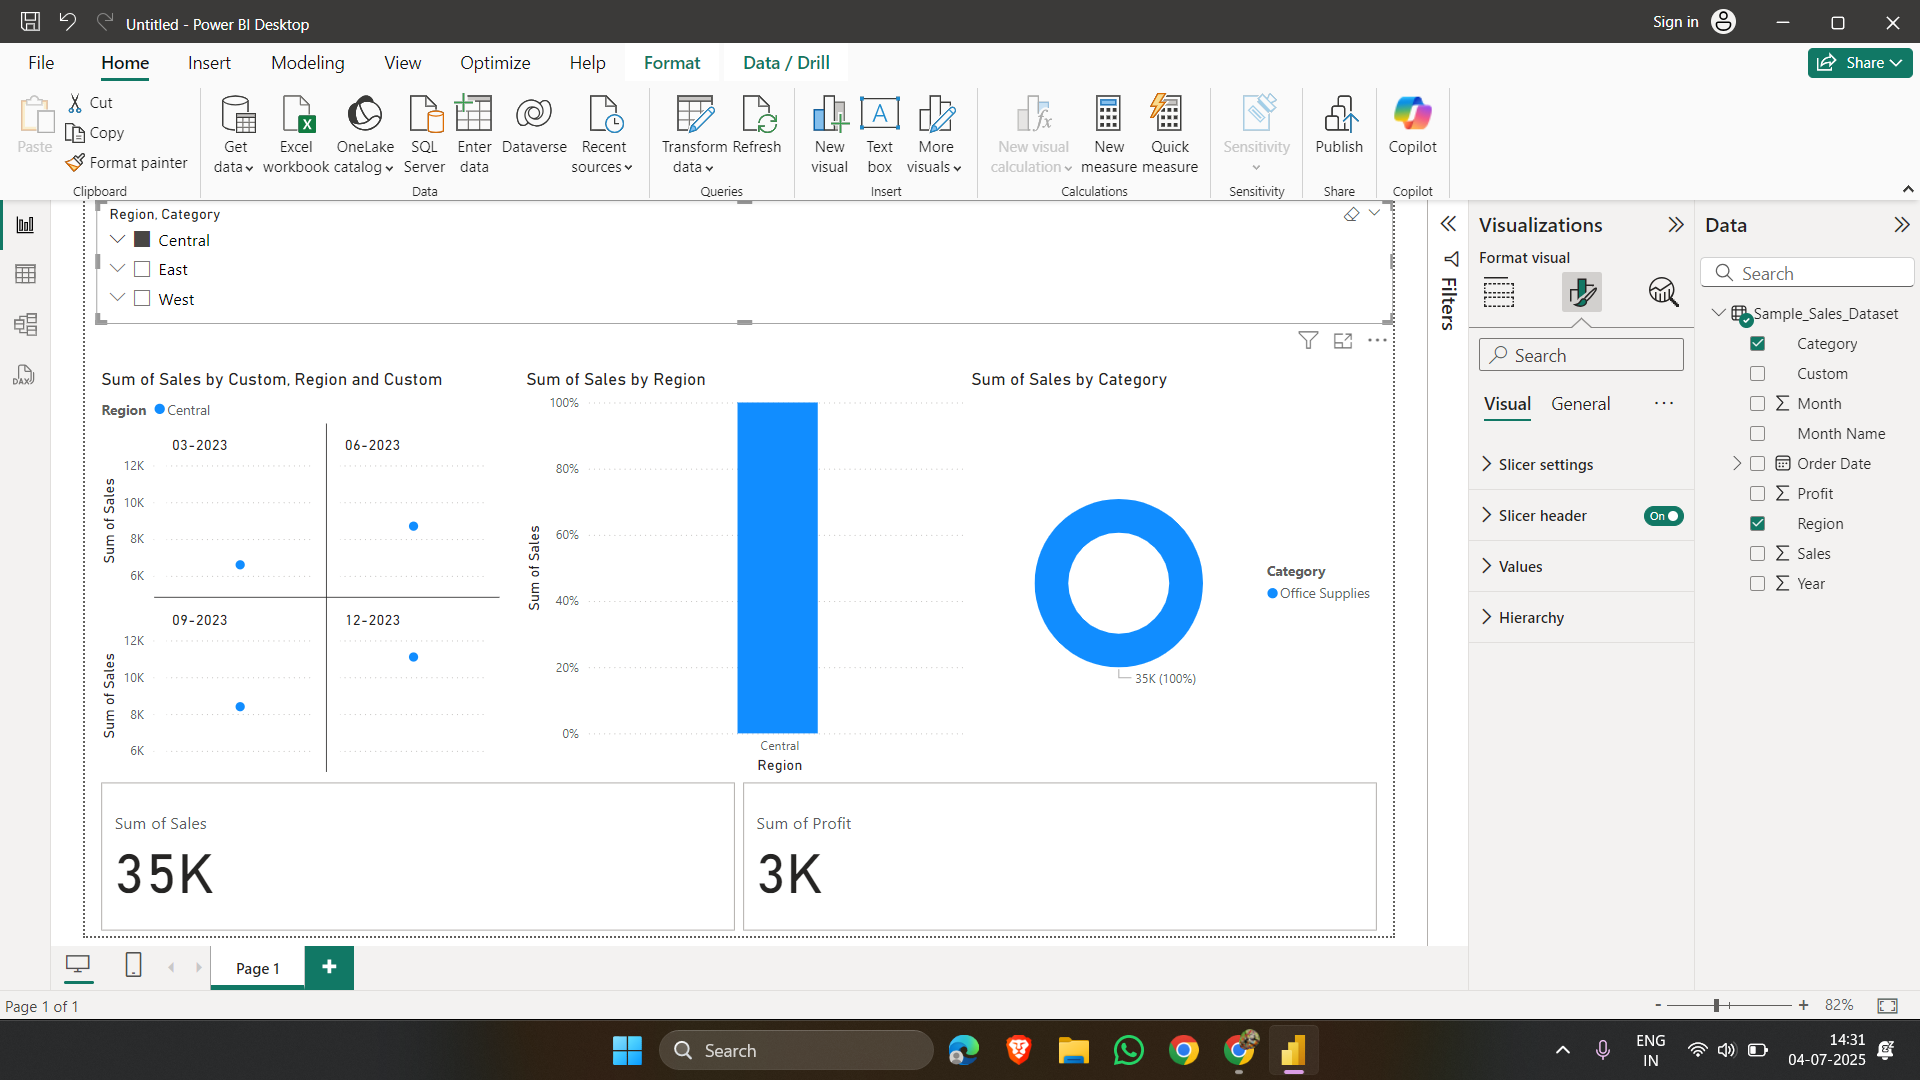 Untitled - Power BI Desktop
Sign in
File Home Insert Modeling View Optimize Help Format Data / Drill
Share
Paste
Cut
Copy
Format painter
Clipboard
Get data
Excel workbook
OneLake catalog
SQL Server
Enter data
Dataverse
Recent sources
Data
Transform data
Refresh
Queries
New visual
Text box
More visuals
Insert
New visual calculation
New measure
Quick measure
Calculations
Sensitivity
Sensitivity
Publish
Share
Copilot
Copilot
Region, Category
Central
East
West
Sum of Sales by Custom, Region and Custom
Region Central
03-2023
06-2023
12K
10K
8K
6K
Sum of Sales
09-2023
12-2023
12K
10K
8K
6K
Sum of Sales
Sum of Sales by Region
100%
80%
60%
40%
20%
0%
Sum of Sales
Central
Region
Sum of Sales by Category
35K (100%)
Category
Office Supplies
Sum of Sales
35K
Sum of Profit
3K
Filters
Visualizations
Format visual
Search
Visual General
Slicer settings
Slicer header On
Values
Hierarchy
Data
Search
Sample_Sales_Dataset
Category
Custom
Month
Month Name
Order Date
Profit
Region
Sales
Year
DAX
Page 1
Page 1 of 1
- + 82%
Search
ENG
IN
14:31
04-07-2025